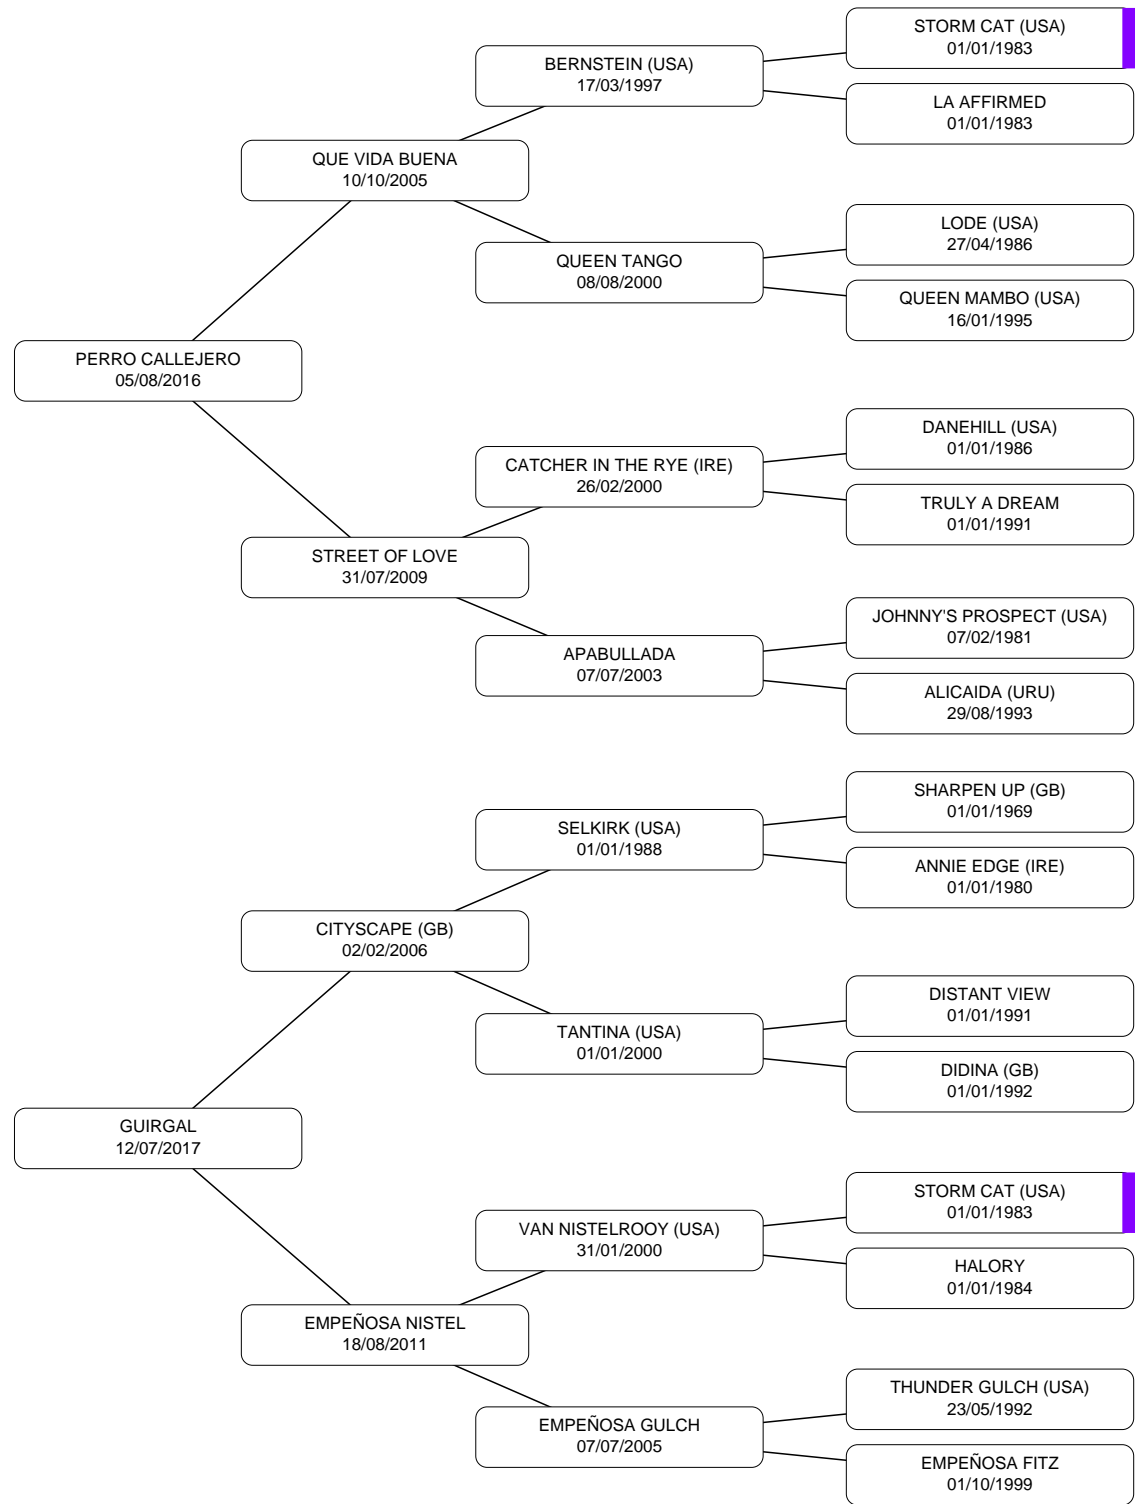 STORM CAT (USA)
01/01/1983
BERNSTEIN (USA)
17/03/1997
LA AFFIRMED
01/01/1983
QUE VIDA BUENA
10/10/2005
LODE (USA)
27/04/1986
QUEEN TANGO
08/08/2000
QUEEN MAMBO (USA)
16/01/1995
PERRO CALLEJERO
05/08/2016
DANEHILL (USA)
01/01/1986
CATCHER IN THE RYE (IRE)
26/02/2000
TRULY A DREAM
01/01/1991
STREET OF LOVE
31/07/2009
JOHNNY'S PROSPECT (USA)
07/02/1981
APABULLADA
07/07/2003
ALICAIDA (URU)
29/08/1993
SHARPEN UP (GB)
01/01/1969
SELKIRK (USA)
01/01/1988
ANNIE EDGE (IRE)
01/01/1980
CITYSCAPE (GB)
02/02/2006
DISTANT VIEW
01/01/1991
TANTINA (USA)
01/01/2000
DIDINA (GB)
01/01/1992
GUIRGAL
12/07/2017
STORM CAT (USA)
01/01/1983
VAN NISTELROOY (USA)
31/01/2000
HALORY
01/01/1984
EMPEÑOSA NISTEL
18/08/2011
THUNDER GULCH (USA)
23/05/1992
EMPEÑOSA GULCH
07/07/2005
EMPEÑOSA FITZ
01/10/1999